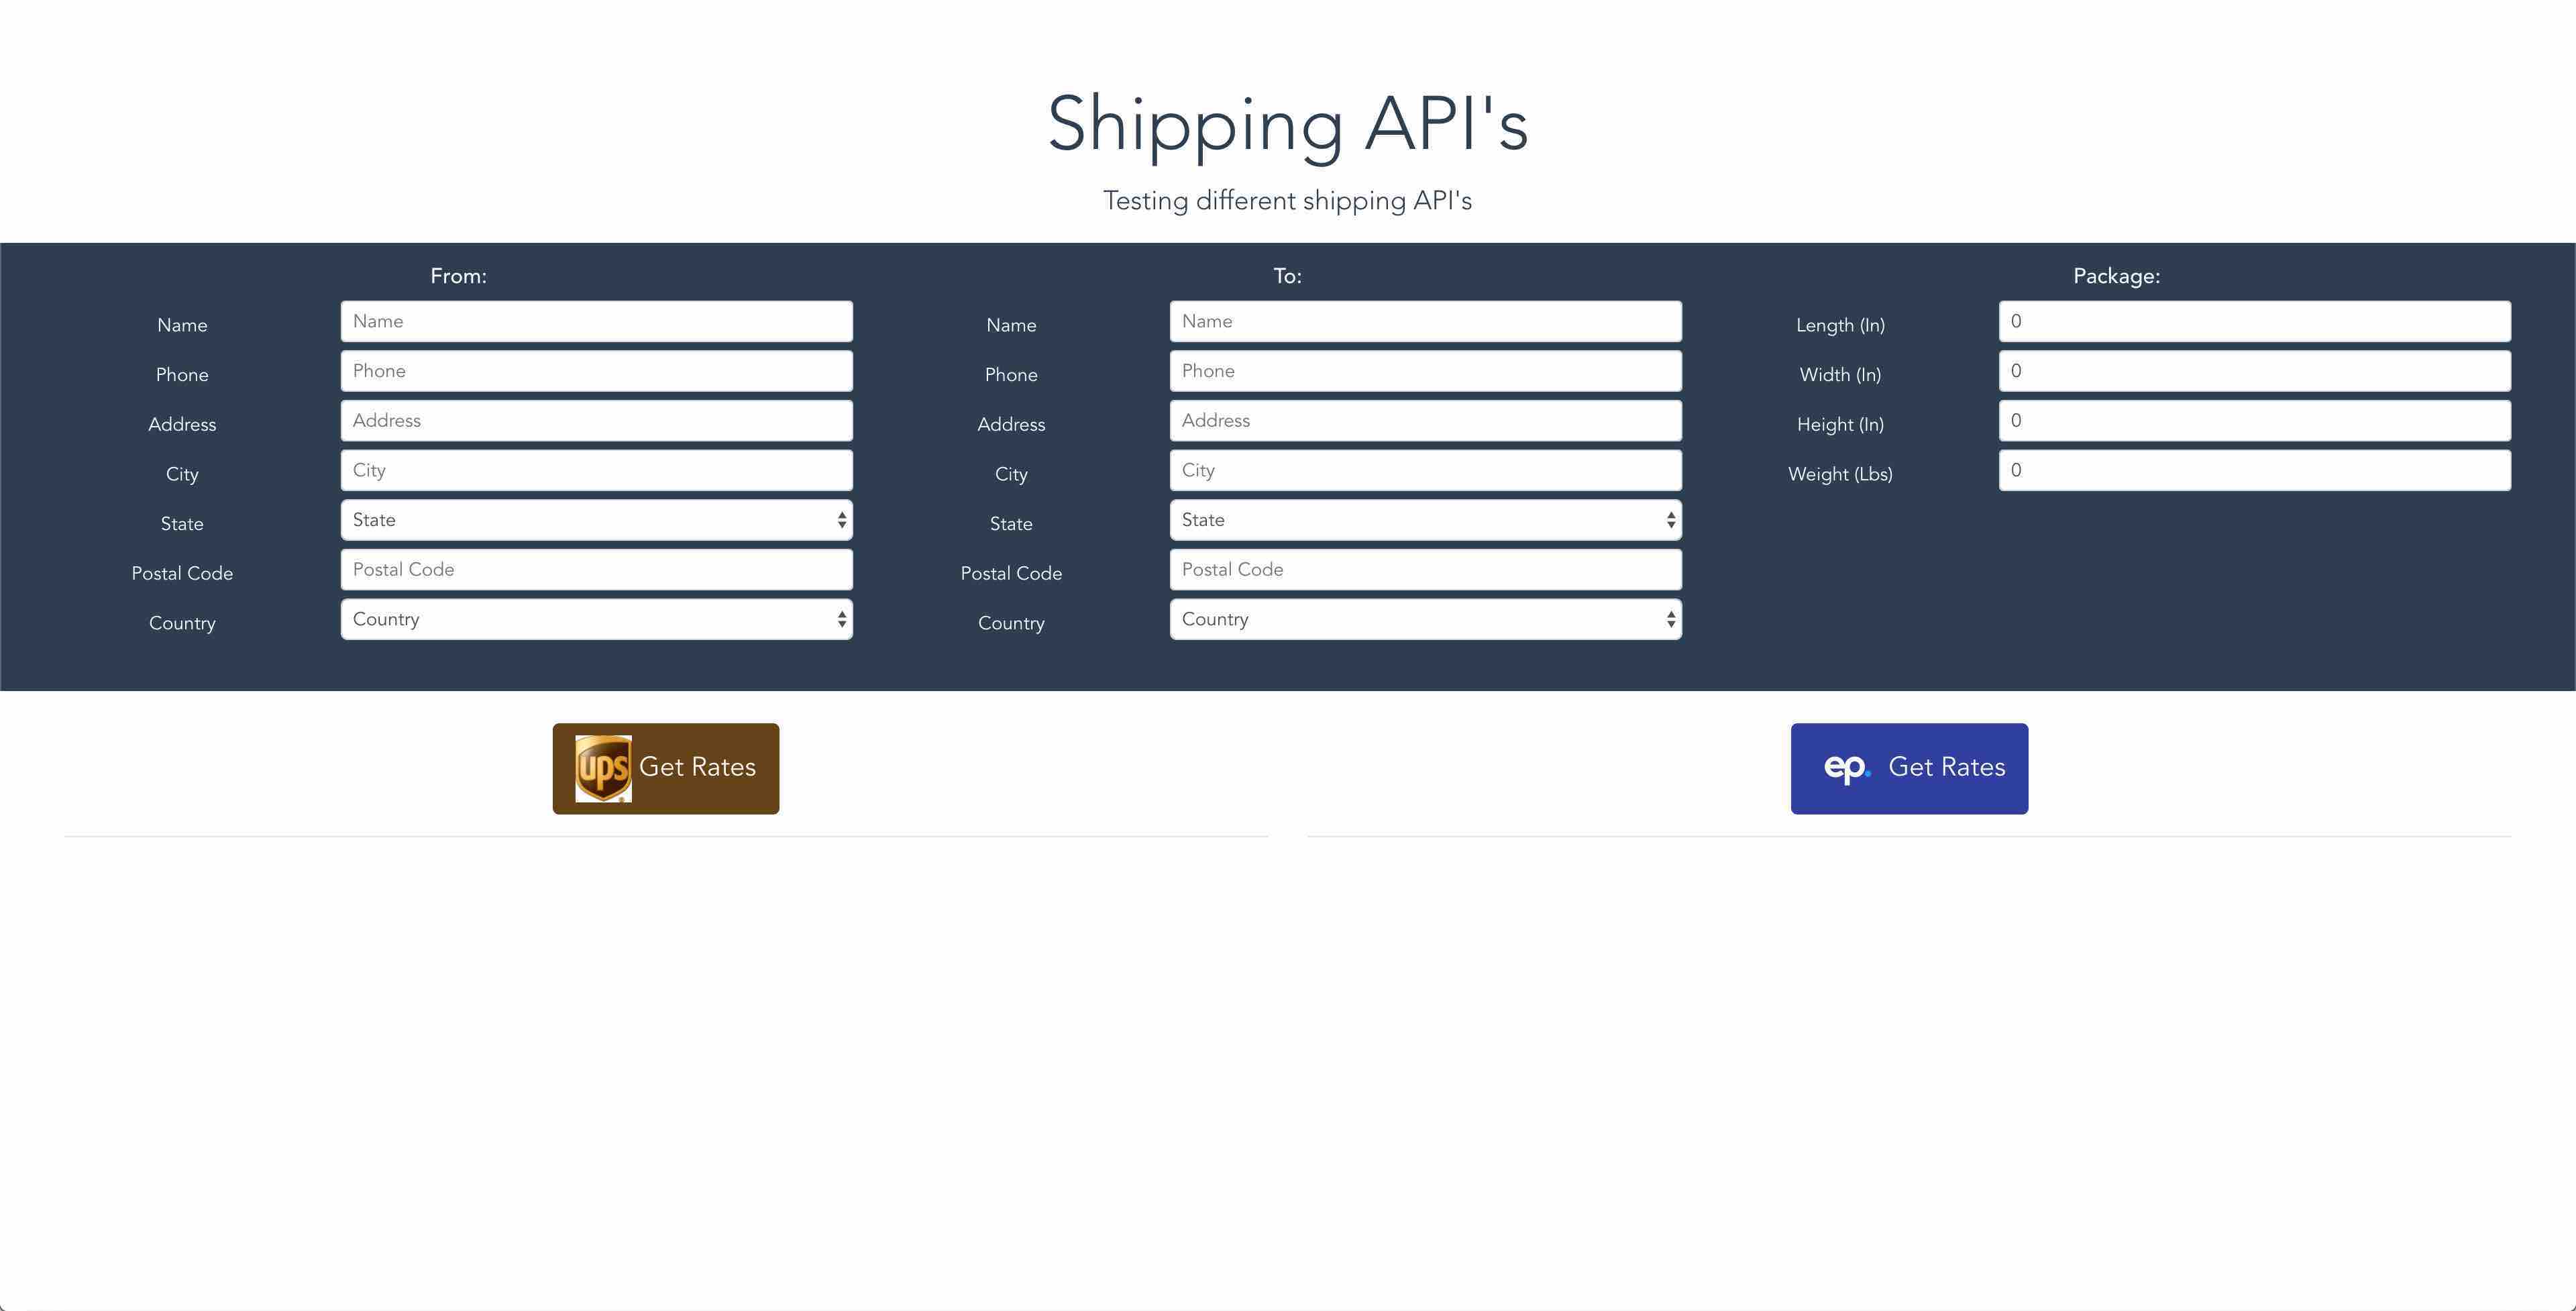 Shipping API's
Testing different shipping API's
From:
Name
Name
Phone
Phone
Address
Address
City
City
State
State
Postal Code
Postal Code
Country
Country
To:
Name
Name
Phone
Phone
Address
Address
City
City
State
State
Postal Code
Postal Code
Country
Country
Package:
Length (In)
0
Width (In)
0
Height (In)
0
Weight (Lbs)
0
ups Get Rates
ep. Get Rates